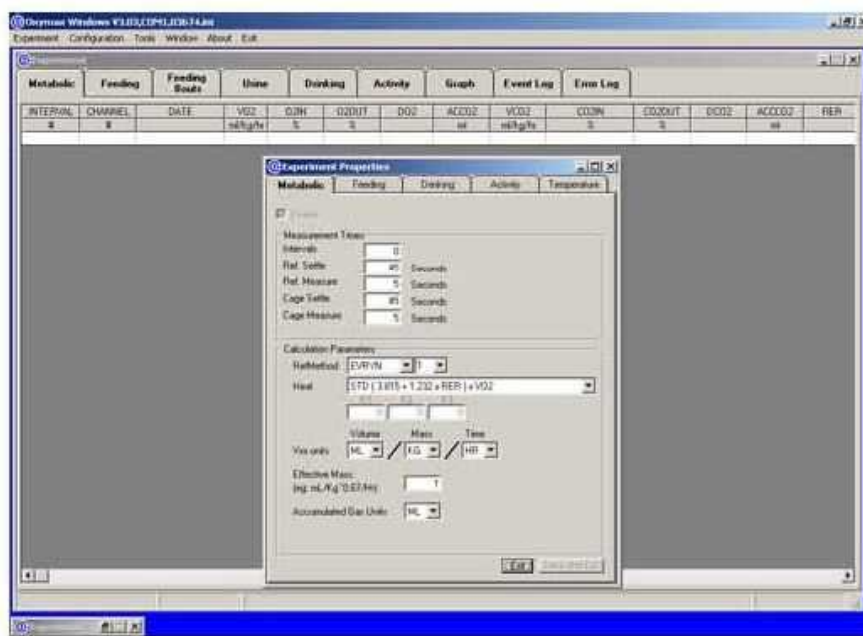 Oxymax Windows V3.03,COM1,03674.ini
Experiment Configuration Tools Window About Exit
Experiment
Metabolic Feeding Feeding Bouts Urine Drinking Activity Graph Event Log Error Log
INTERVAL CHANNEL DATE VO2 O2IN O2OUT DO2 ACCO2 VCO2 CO2IN CO2OUT DCO2 ACCCO2 RER
# # ml/kg/hr % % ml ml/kg/hr % % ml
Experiment Properties
Metabolic Feeding Drinking Activity Temperature
Measurement Times
Intervals 0
Ref. Settle 45 Seconds
Ref. Measure 5 Seconds
Cage Settle 45 Seconds
Cage Measure 5 Seconds
Calculation Parameters
RefMethod EVRYN 1
Heat STD ( 3.815 + 1.232 x RER ) x VO2
Volume Mass Time
Vxx units ML / KG / HR
Effective Mass:
(eg: mL/Kg^0.67/Hr) 1
Accumulated Gas Units ML
Exit